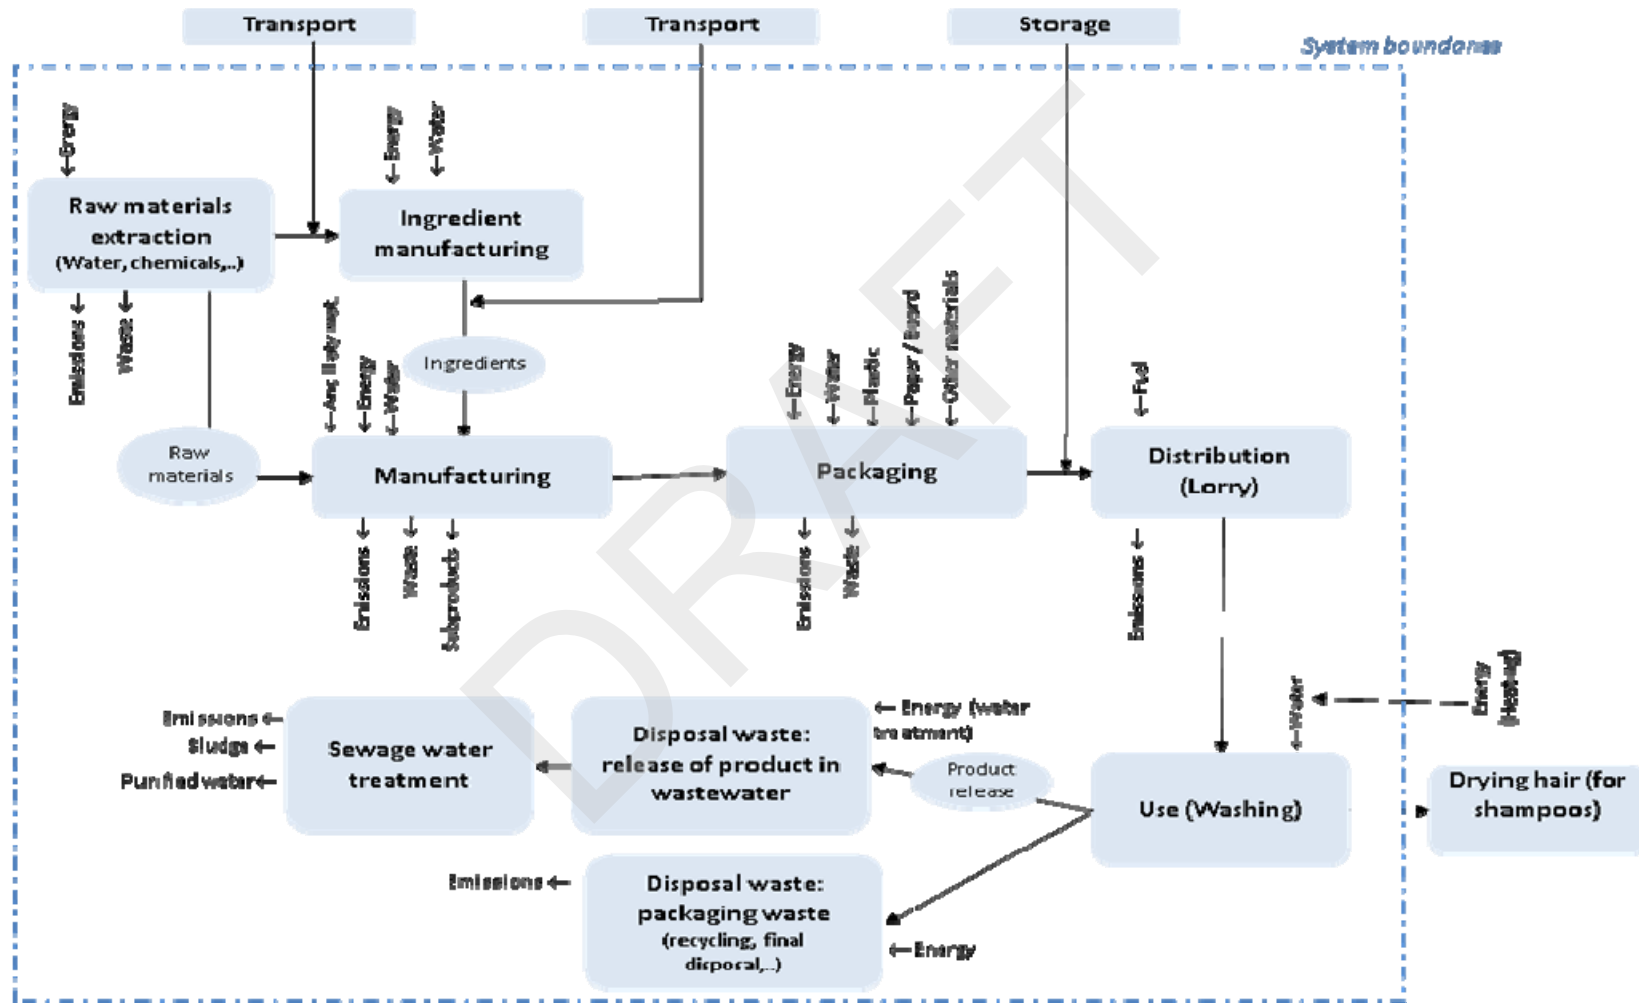 Transport
Transport
Storage
System boundaries
Energy
Energy
Water
Raw materials
extraction
(Water, chemicals,..)
Ingredient
manufacturing
Emissions
Waste
Ingredients
Energy
Water
Energy
Water
Plastic
Paper / Board
Other materials
Fuel
Raw
materials
Manufacturing
Packaging
Distribution
(Lorry)
Emissions
Waste
Subproducts
Emissions
Waste
Emissions
Water
Energy
(Heating)
Emissions
Sludge
Purified water
Sewage water
treatment
Disposal waste:
release of product in
wastewater
Energy (water
treatment)
Product
release
Use (Washing)
Drying hair (for
shampoos)
Emissions
Disposal waste:
packaging waste
(recycling, final
disposal,..)
Energy
DRAFT